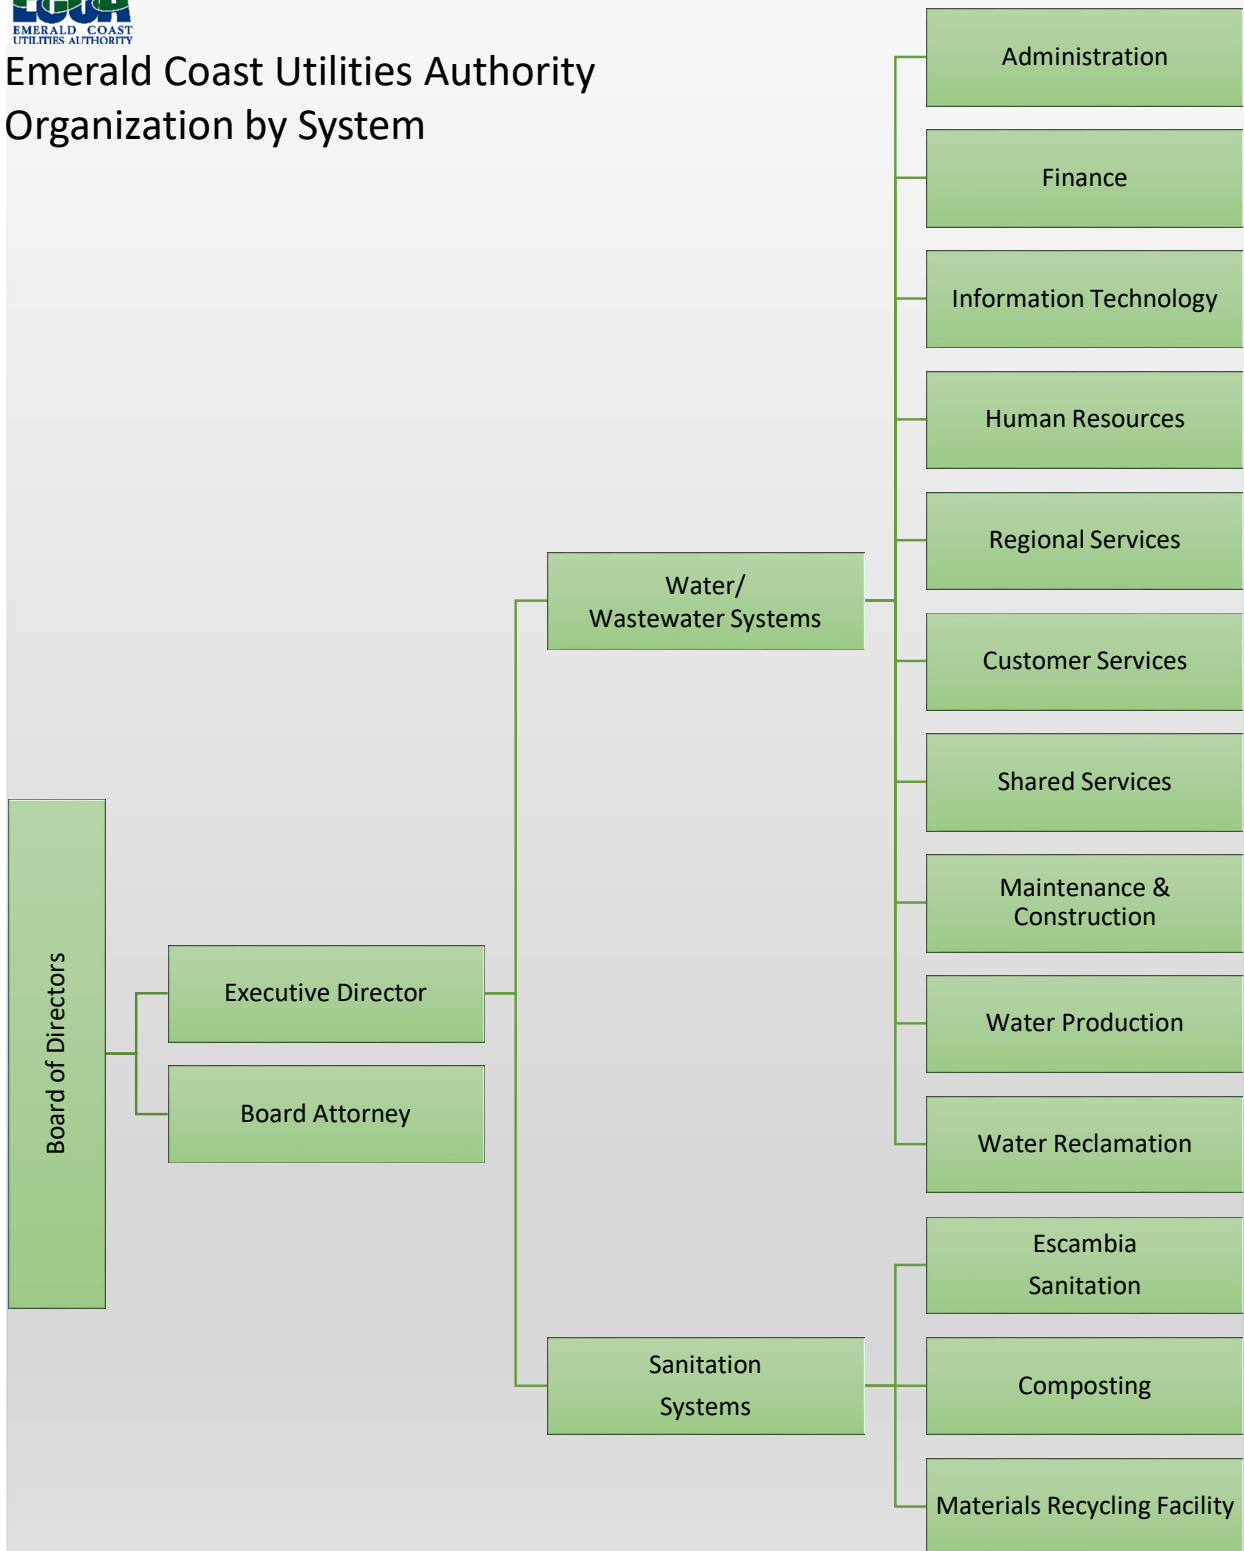 ECUA
EMERALD COAST
UTILITIES AUTHORITY
Emerald Coast Utilities Authority
Organization by System
Administration
Finance
Information Technology
Human Resources
Regional Services
Water/
Wastewater Systems
Customer Services
Shared Services
Maintenance &
Construction
Board of Directors
Executive Director
Water Production
Board Attorney
Water Reclamation
Escambia
Sanitation
Sanitation
Systems
Composting
Materials Recycling Facility